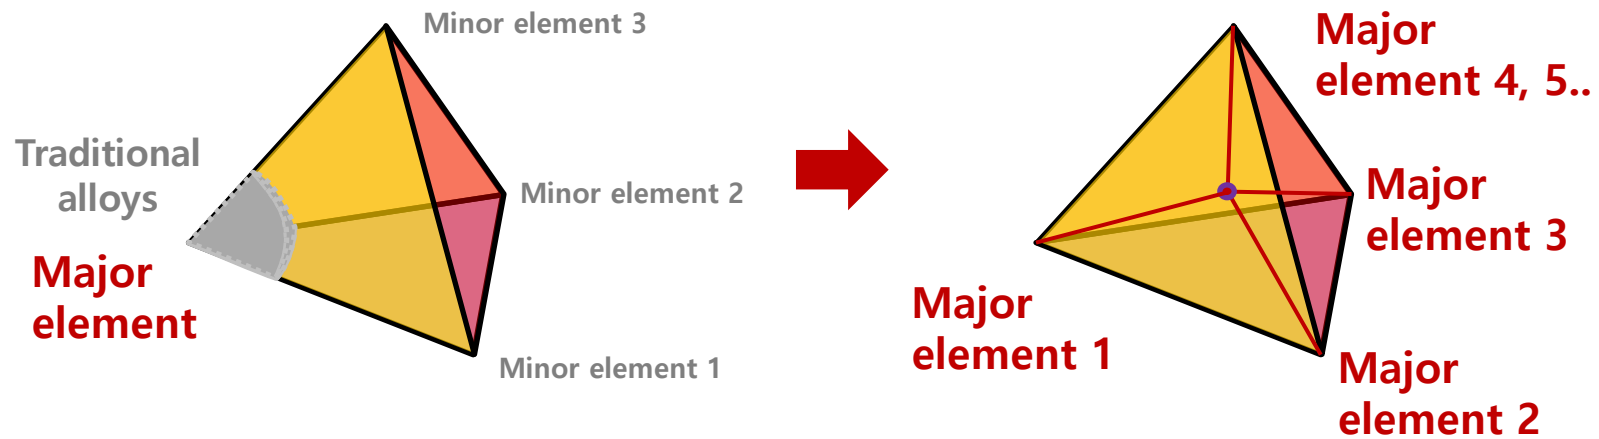 Minor element 3
Traditional
alloys
Minor element 2
Major
element
Minor element 1
Major
element 4, 5..
Major
element 3
Major
element 1
Major
element 2